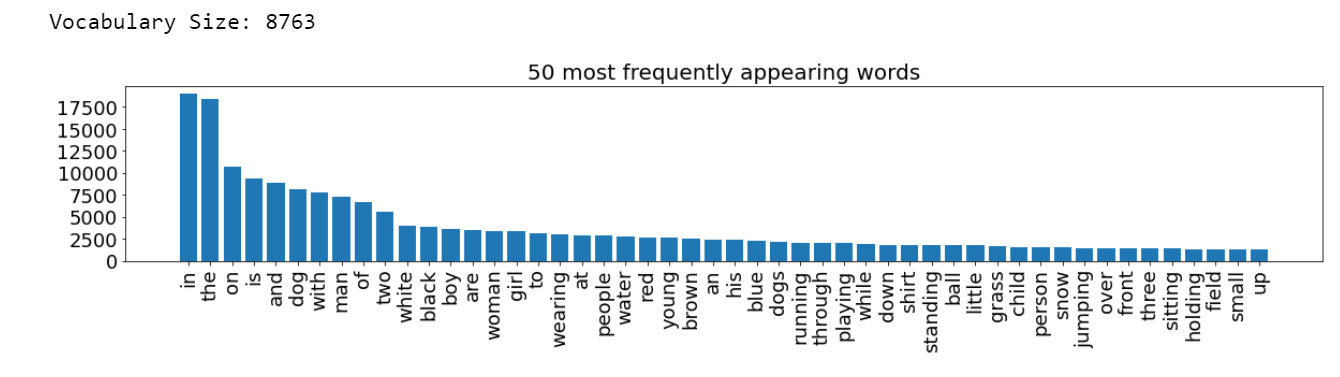 Vocabulary Size: 8763
50 most frequently appearing words
17500
15000
12500
10000
7500
5000
2500
0
in
the
on
is
and
dog
with
man
of
two
white
black
boy
are
woman
girl
to
wearing
at
people
water
red
young
brown
an
his
blue
dogs
running
through
playing
while
down
shirt
standing
ball
little
grass
child
person
snow
jumping
over
front
three
sitting
holding
field
small
up